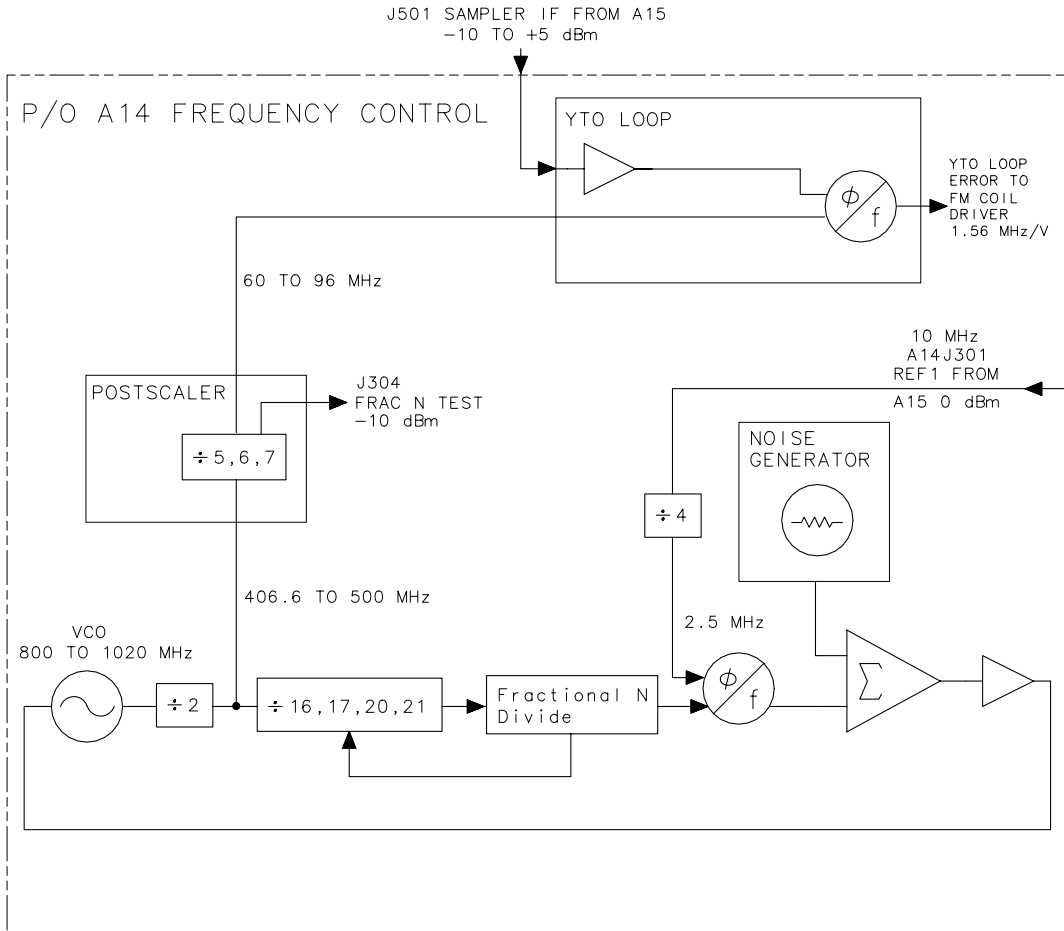 J501 SAMPLER IF FROM A15
-10 TO +5 dBm
P/O A14 FREQUENCY CONTROL
YTO LOOP
ϕ
f
YTO LOOP
ERROR TO
FM COIL
DRIVER
1.56 MHz/V
60 TO 96 MHz
10 MHz
A14J301
REF1 FROM
A15 0 dBm
POSTSCALER
J304
FRAC N TEST
-10 dBm
÷5,6,7
NOISE
GENERATOR
÷4
406.6 TO 500 MHz
2.5 MHz
VCO
800 TO 1020 MHz
÷2
÷16,17,20,21
Fractional N
Divide
ϕ
f
Σ